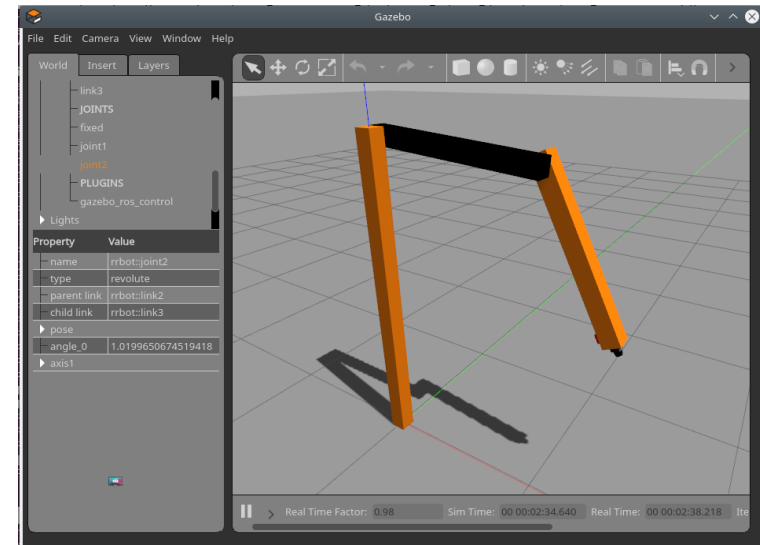 Gazebo
File Edit Camera View Window Help
World Insert Layers
link3
JOINTS
fixed
joint1
joint2
PLUGINS
gazebo_ros_control
Lights
Property Value
name rrbot::joint2
type revolute
parent link rrbot::link2
child link rrbot::link3
pose
angle_0 1.0199650674519418
axis1
Real Time Factor: 0.98 Sim Time: 00 00:02:34.640 Real Time: 00 00:02:38.218 Ite